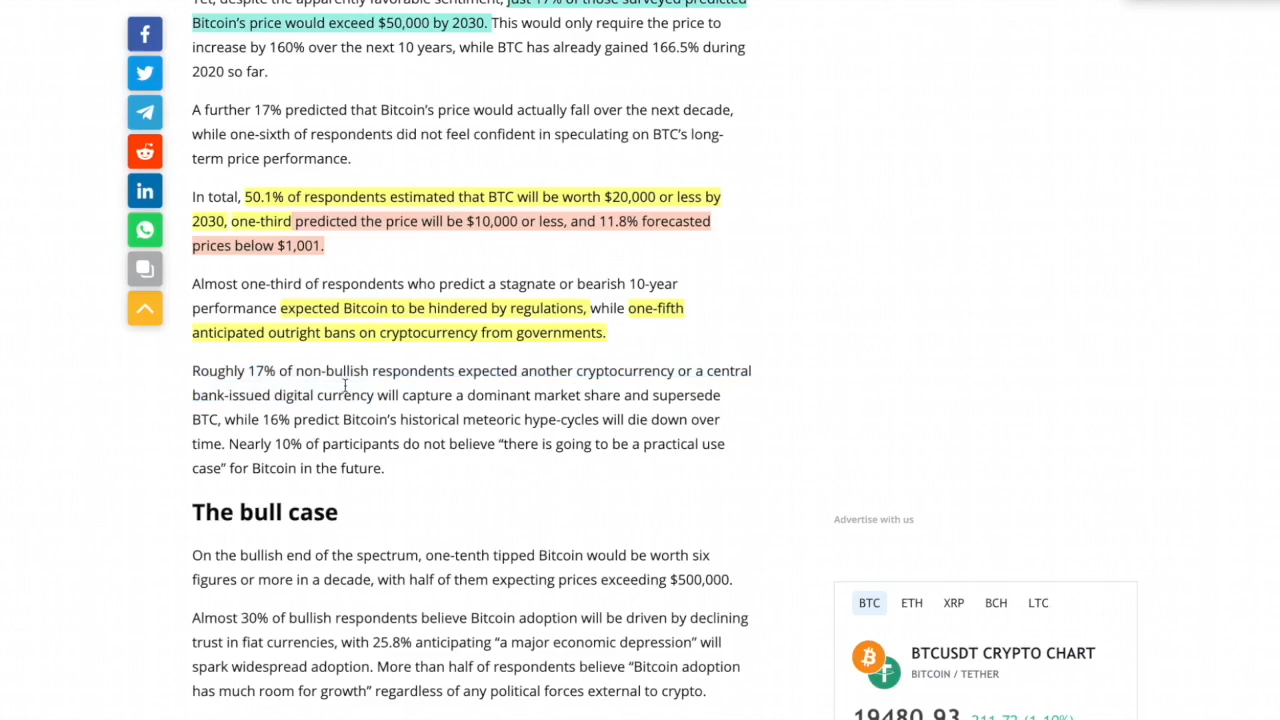 Bitcoin's price would exceed $50,000 by 2030. This would only require the price to
increase by 160% over the next 10 years, while BTC has already gained 166.5% during
2020 so far.
A further 17% predicted that Bitcoin's price would actually fall over the next decade,
while one-sixth of respondents did not feel confident in speculating on BTC's long-
term price performance.
In total, 50.1% of respondents estimated that BTC will be worth $20,000 or less by
2030, one-third predicted the price will be $10,000 or less, and 11.8% forecasted
prices below $1,001.
Almost one-third of respondents who predict a stagnate or bearish 10-year
performance expected Bitcoin to be hindered by regulations, while one-fifth
anticipated outright bans on cryptocurrency from governments.
Roughly 17% of non-bullish respondents expected another cryptocurrency or a central
bank-issued digital currency will capture a dominant market share and supersede
BTC, while 16% predict Bitcoin's historical meteoric hype-cycles will die down over
time. Nearly 10% of participants do not believe “there is going to be a practical use
case” for Bitcoin in the future.
The bull case
On the bullish end of the spectrum, one-tenth tipped Bitcoin would be worth six
figures or more in a decade, with half of them expecting prices exceeding $500,000.
Almost 30% of bullish respondents believe Bitcoin adoption will be driven by declining
trust in fiat currencies, with 25.8% anticipating “a major economic depression” will
spark widespread adoption. More than half of respondents believe “Bitcoin adoption
has much room for growth” regardless of any political forces external to crypto.
Advertise with us
BTC ETH XRP BCH LTC
BTCUSDT CRYPTO CHART
BITCOIN / TETHER
19480.93